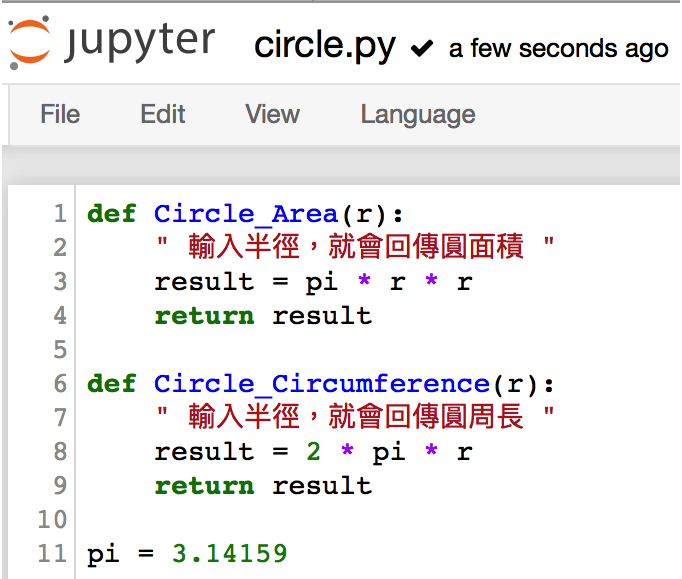 jupyter circle.py ✔ a few seconds ago
File Edit View Language
1 def Circle_Area(r):
2     " 輸入半徑，就會回傳圓面積 "
3     result = pi * r * r
4     return result
5
6 def Circle_Circumference(r):
7     " 輸入半徑，就會回傳圓周長 "
8     result = 2 * pi * r
9     return result
10
11 pi = 3.14159